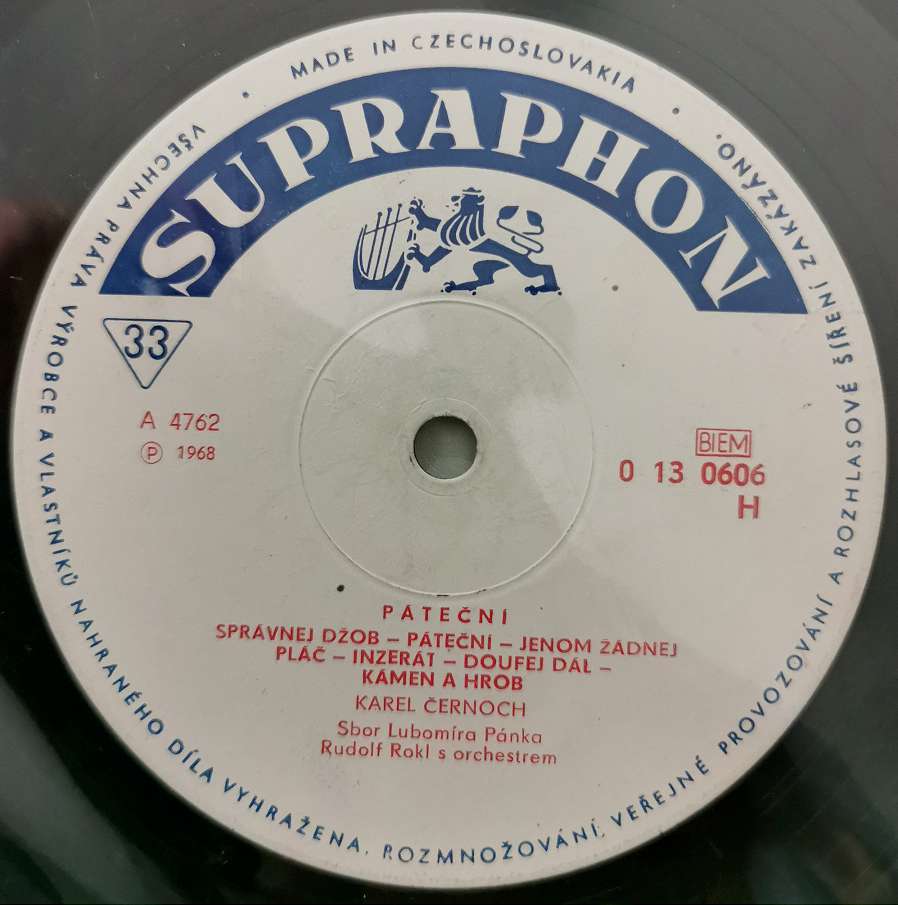 MADE IN CZECHOSLOVAKIA
SUPRAPHON
33
A 4762
Ⓟ 1968
BIEM
0 13 0606
H
PÁTEČNÍ
SPRÁVNEJ DŽOB – PÁTEČNÍ – JENOM ŽÁDNEJ
PLÁČ – INZERÁT – DOUFEJ DÁL –
KÁMEN A HROB
KAREL ČERNOCH
Sbor Lubomíra Pánka
Rudolf Rokl s orchestrem
VŠECHNA PRÁVA VÝROBCE A VLASTNÍKŮ NAHRANÉHO DÍLA VYHRAŽENA. ROZMNOŽOVÁNÍ, VEŘEJNÉ PROVOZOVÁNÍ A ROZHLASOVÉ ŠÍŘENÍ ZAKÁZÁNO.